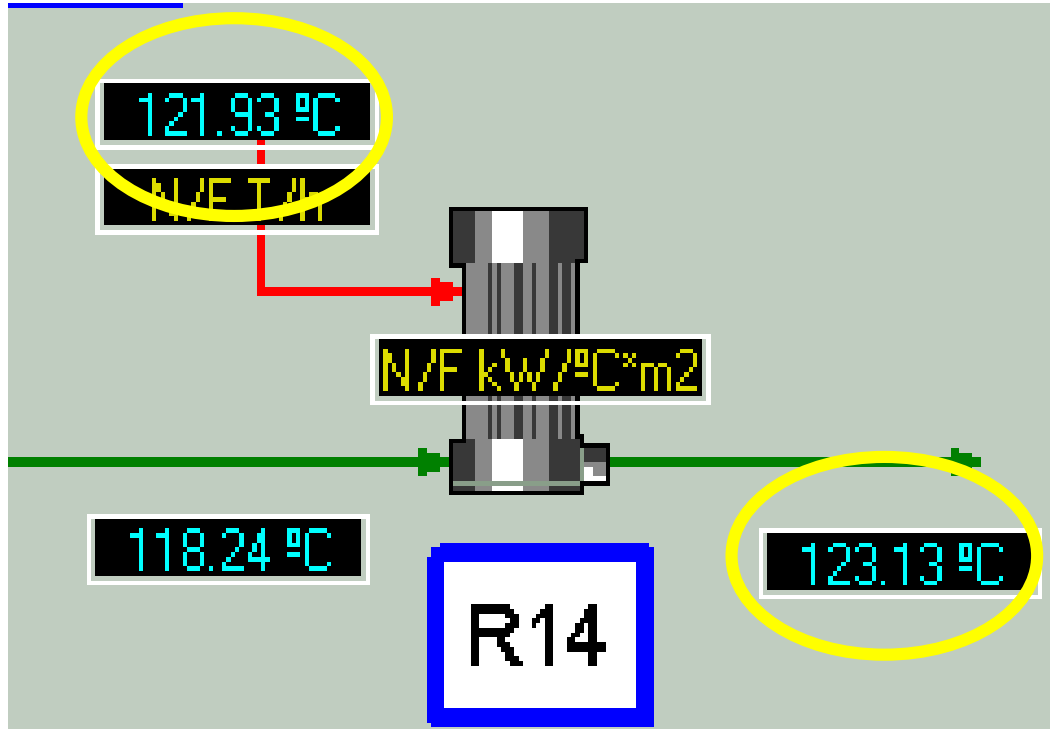 121.93 ºC
N/F T/h
N/F kW/ºC*m2
118.24 ºC
123.13 ºC
R14